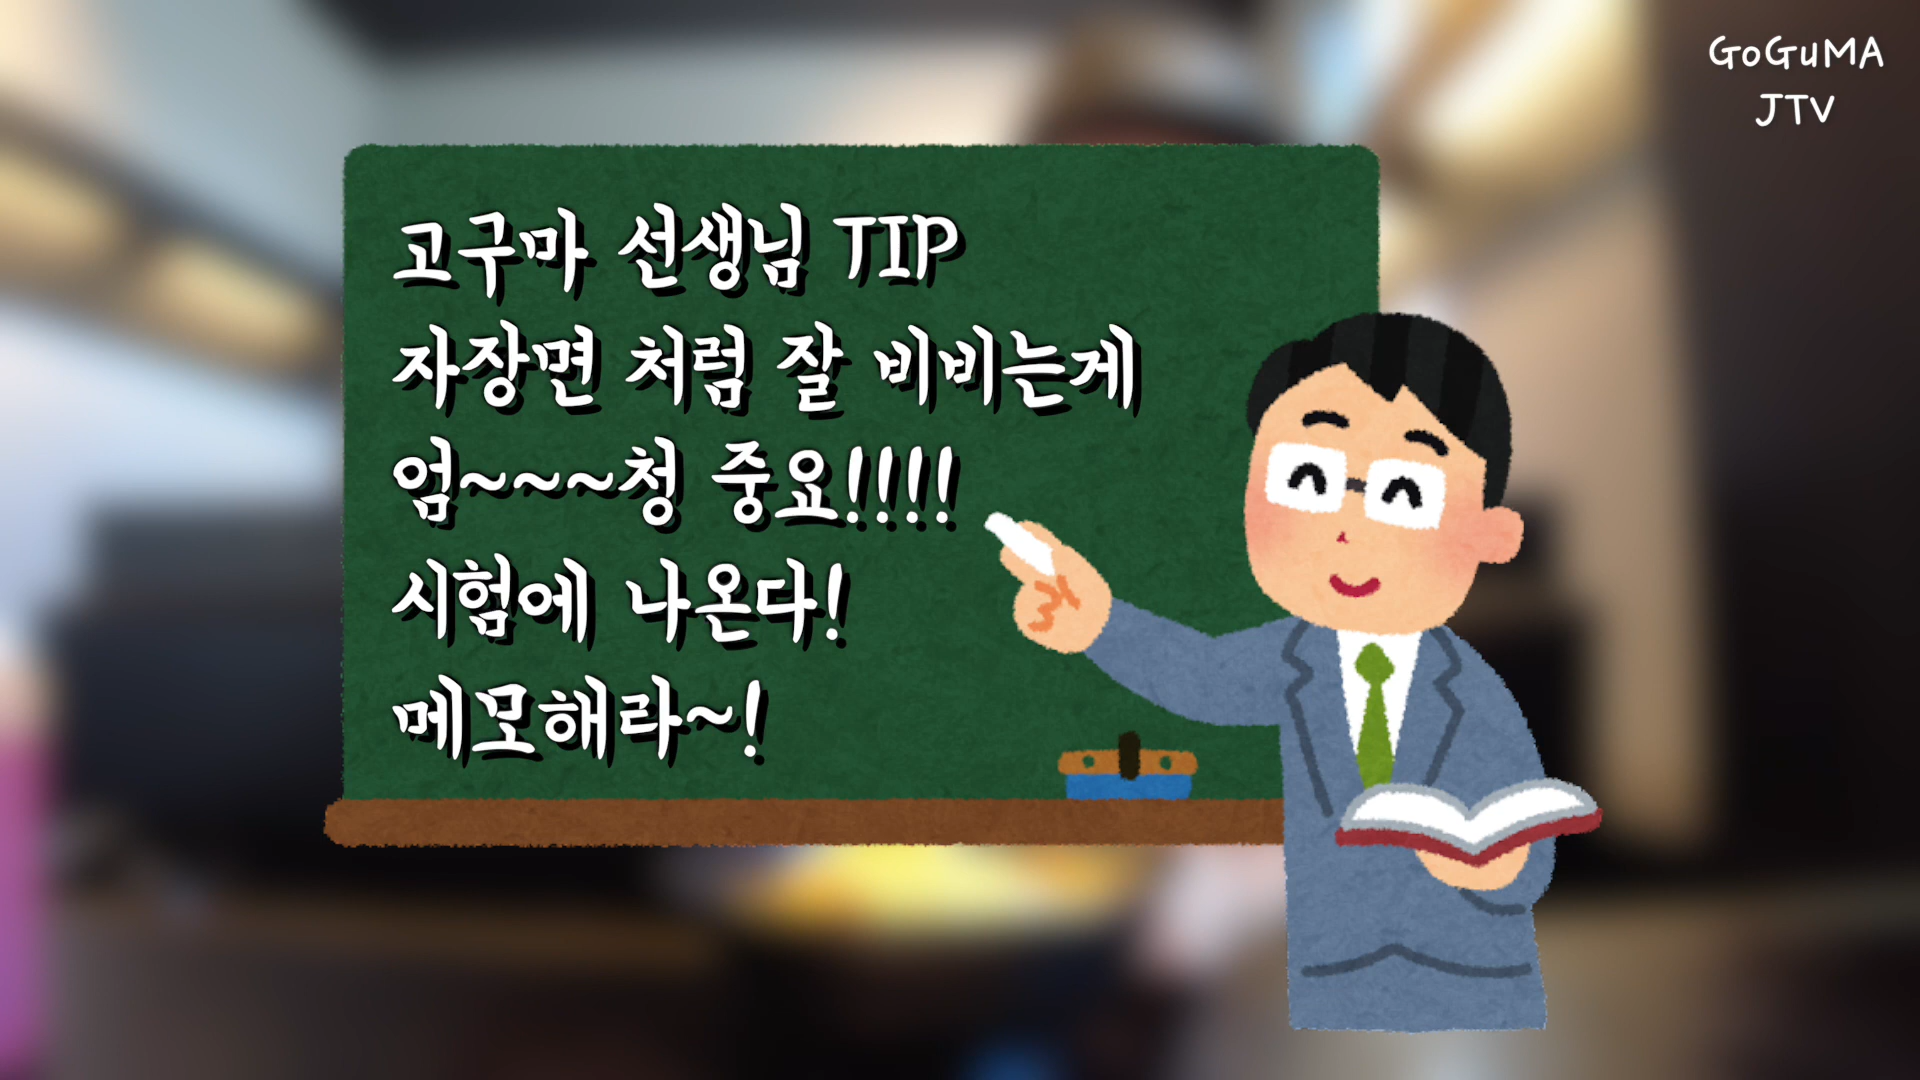 GoGuMA
JTV
고구마 선생님 TIP
자장면 처럼 잘 비비는게
엄~~~청 중요!!!!
시험에 나온다!
메모해라~!